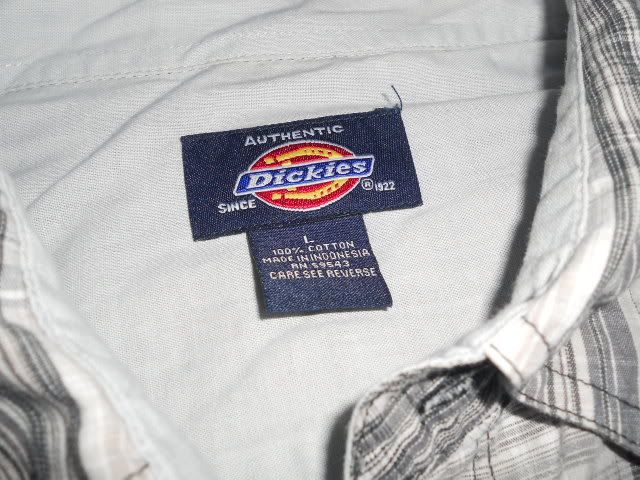 AUTHENTIC
Dickies
SINCE ® 1922
L
100% COTTON
MADE IN INDONESIA
RN 59543
CARE SEE REVERSE